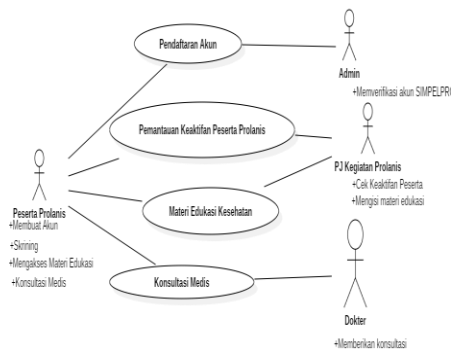 Pendaftaran Akun
Admin
+Memverifikasi akun SIMPELPRO
Pemantauan Keaktifan Peserta Prolanis
PJ Kegiatan Prolanis
+Cek Keaktifan Peserta
+Mengisi materi edukasi
Peserta Prolanis
+Membuat Akun
+Skriring
+Mengakses Materi Edukasi
+Konsultasi Medis
Materi Edukasi Kesehatan
Konsultasi Medis
Dokter
+Memberikan konsultasi